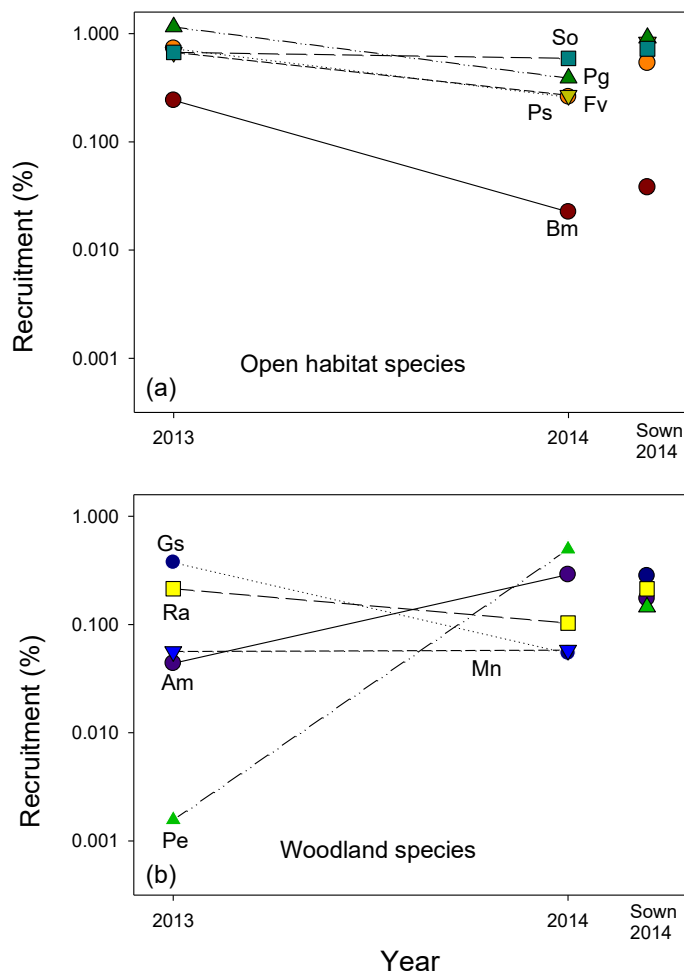 1.000
0.100
0.010
0.001
Recruitment (%)
So
Pg
Ps
Fv
Bm
(a)
Open habitat species
2013
2014
Sown
2014
1.000
0.100
0.010
0.001
Recruitment (%)
Gs
Ra
Am
Mn
Pe
(b)
Woodland species
2013
2014
Sown
2014
Year